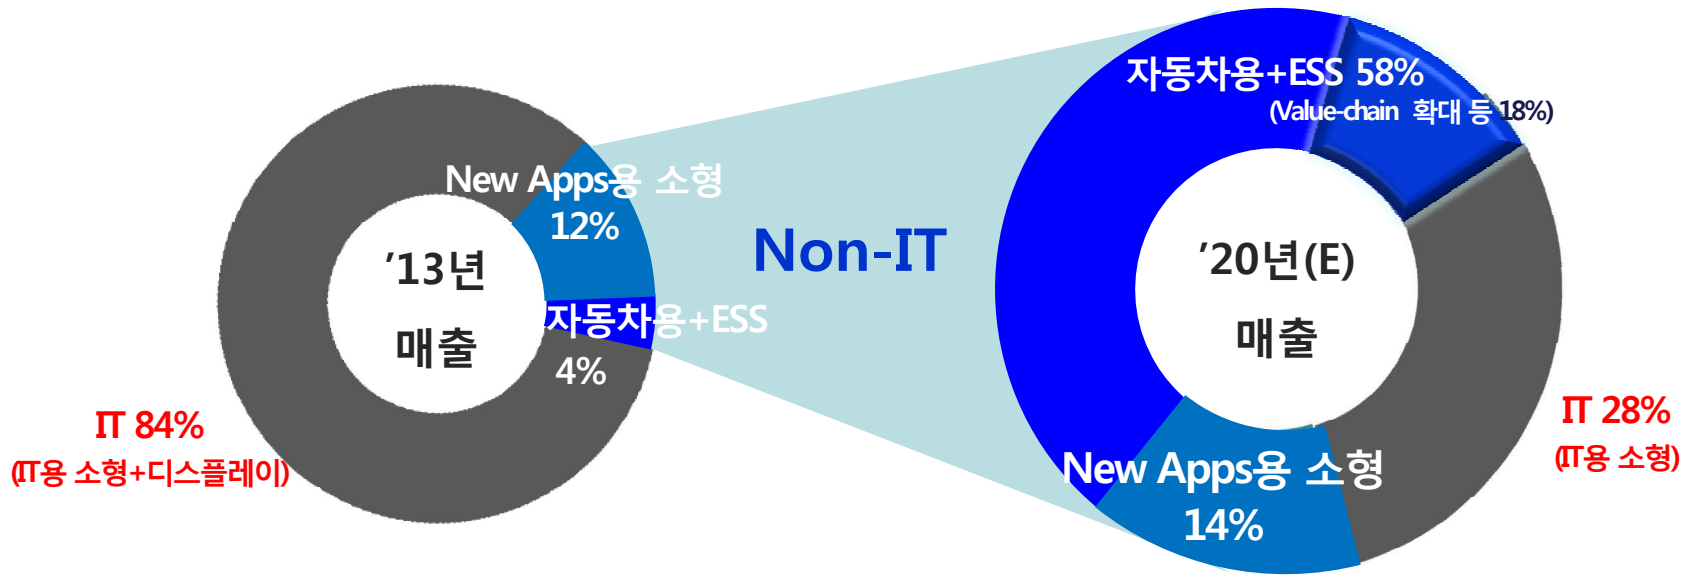 New Apps용 소형
12%
'13년
매출
자동차용+ESS
4%
IT 84%
(IT용 소형+디스플레이)
Non-IT
자동차용+ESS 58%
(Value-chain 확대 등 18%)
'20년(E)
매출
New Apps용 소형
14%
IT 28%
(IT용 소형)